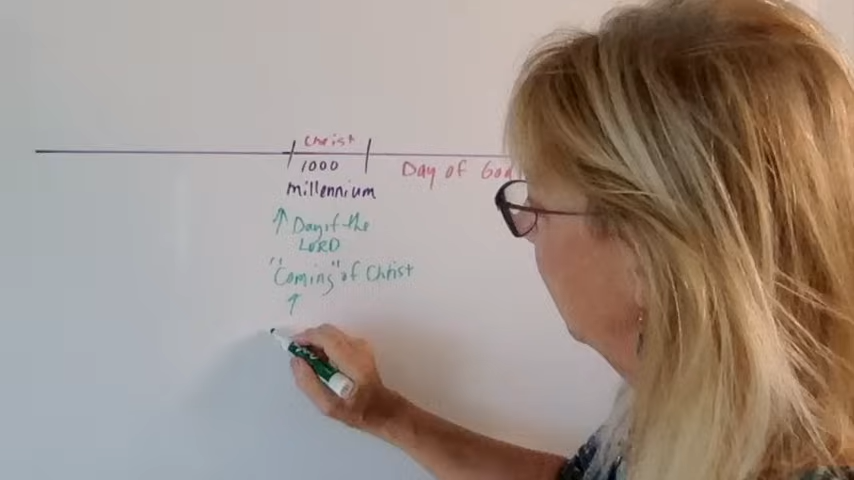 Christ
1000
Day of God
millennium
Day of the
LORD
"Coming" of Christ